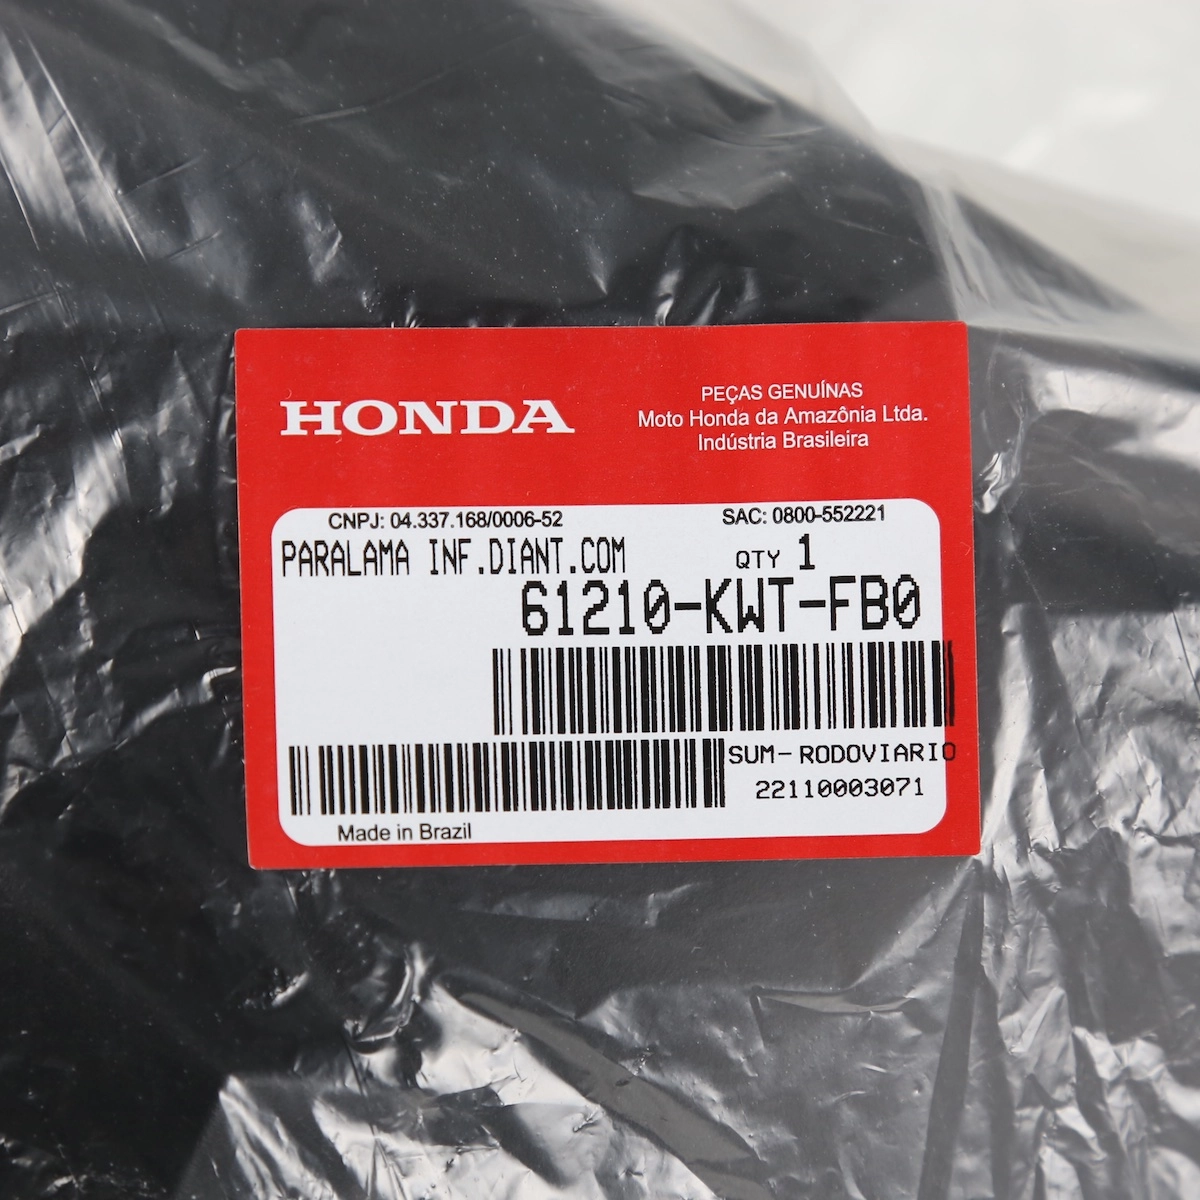 HONDA
PEÇAS GENUÍNAS
Moto Honda da Amazônia Ltda.
Indústria Brasileira
CNPJ: 04.337.168/0006-52
SAC: 0800-552221
PARALAMA INF.DIANT.COM
QTY 1
61210-KWT-FB0
SUM-RODOVIARIO
22110003071
Made in Brazil